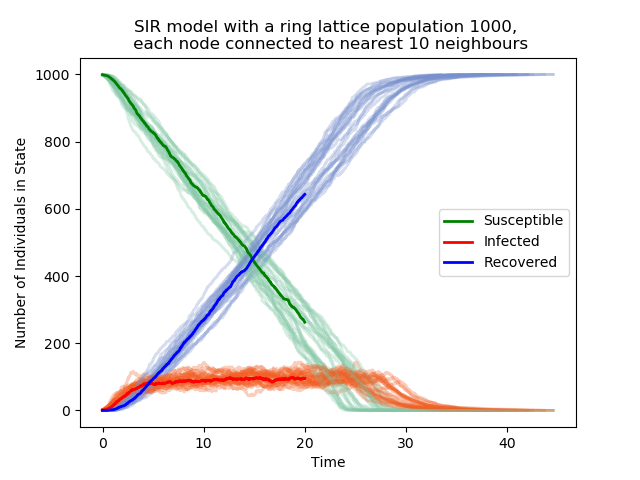 SIR model with a ring lattice population 1000,
each node connected to nearest 10 neighbours
Number of Individuals in State
1000
800
600
400
200
0
Susceptible
Infected
Recovered
0 10 20 30 40
Time